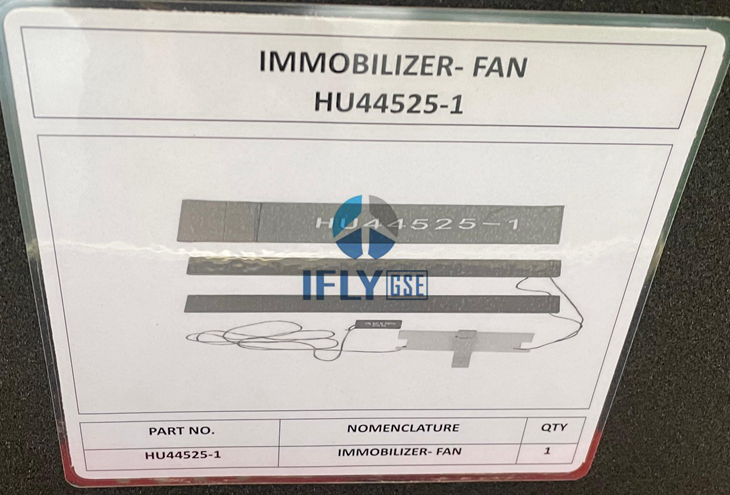 IMMOBILIZER- FAN
HU44525-1
HU44525-1
IFLY GSE
PART NO. NOMENCLATURE QTY
HU44525-1 IMMOBILIZER- FAN 1